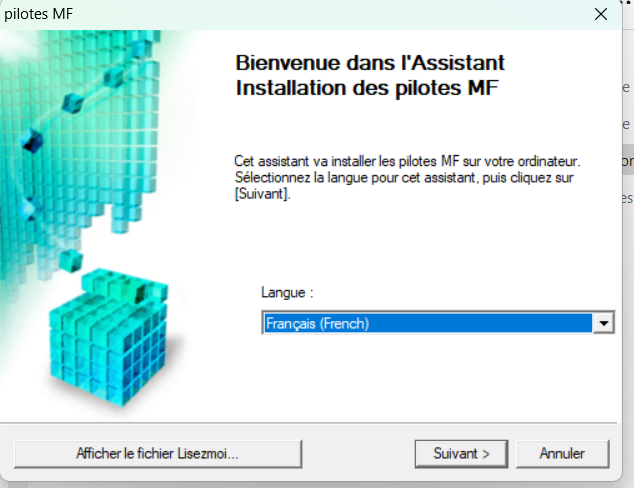 pilotes MF
Bienvenue dans l'Assistant
Installation des pilotes MF
Cet assistant va installer les pilotes MF sur votre ordinateur.
Sélectionnez la langue pour cet assistant, puis cliquez sur
[Suivant].
Langue :
Français (French)
Afficher le fichier Lisezmoi...
Suivant >
Annuler